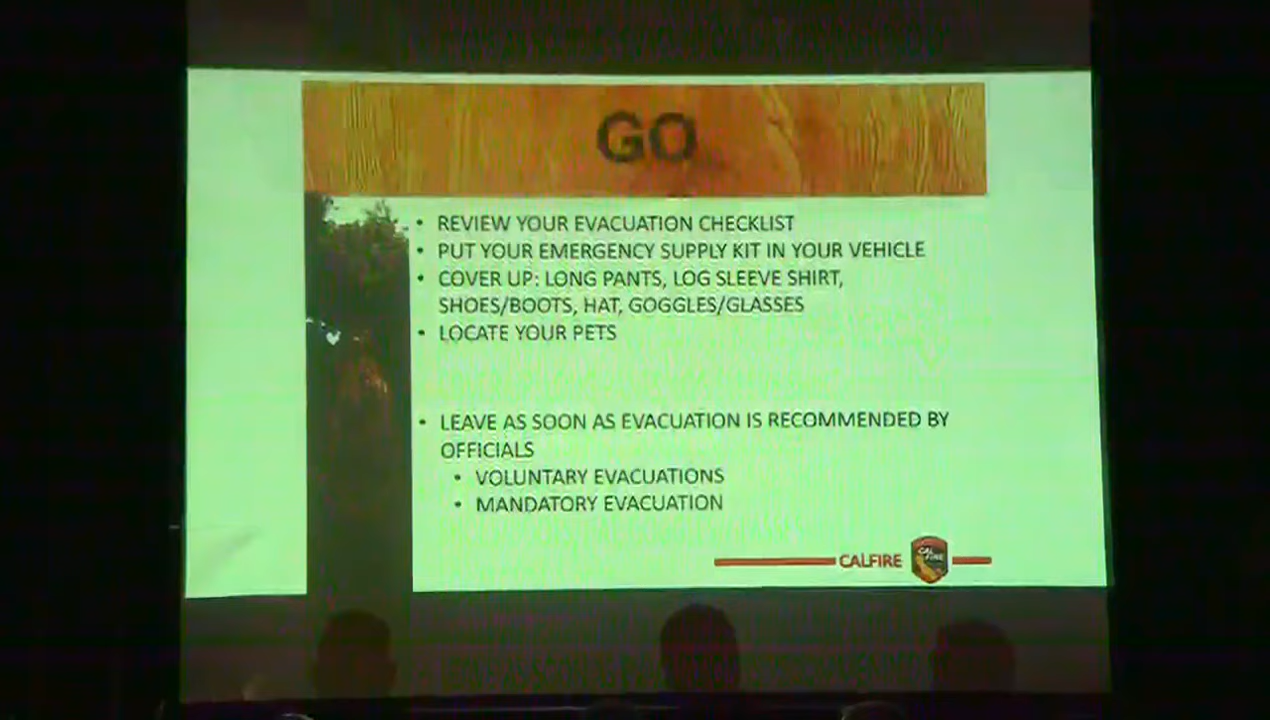 GO
• REVIEW YOUR EVACUATION CHECKLIST
• PUT YOUR EMERGENCY SUPPLY KIT IN YOUR VEHICLE
• COVER UP: LONG PANTS, LOG SLEEVE SHIRT,
SHOES/BOOTS, HAT, GOGGLES/GLASSES
• LOCATE YOUR PETS
• LEAVE AS SOON AS EVACUATION IS RECOMMENDED BY
OFFICIALS
• VOLUNTARY EVACUATIONS
• MANDATORY EVACUATION
CALFIRE
CAL
FIRE